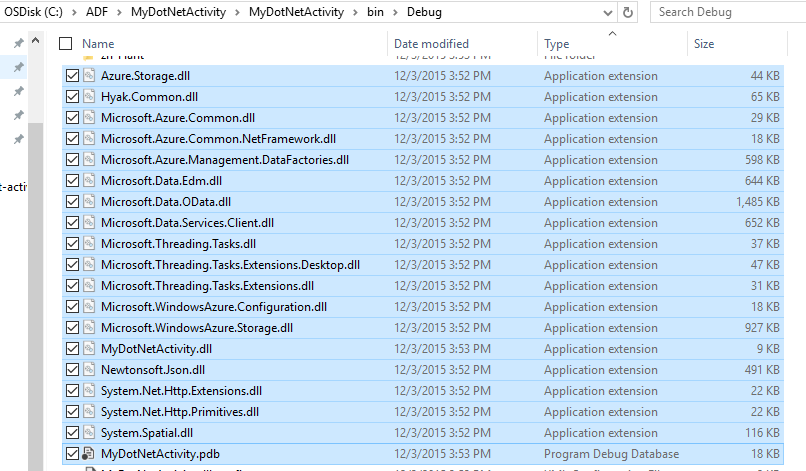 OSDisk (C:) > ADF > MyDotNetActivity > MyDotNetActivity > bin > Debug Search Debug
Name Date modified Type Size
Azure.Storage.dll 12/3/2015 3:52 PM Application extension 44 KB
Hyak.Common.dll 12/3/2015 3:52 PM Application extension 65 KB
Microsoft.Azure.Common.dll 12/3/2015 3:52 PM Application extension 29 KB
Microsoft.Azure.Common.NetFramework.dll 12/3/2015 3:52 PM Application extension 18 KB
Microsoft.Azure.Management.DataFactories.dll 12/3/2015 3:52 PM Application extension 598 KB
Microsoft.Data.Edm.dll 12/3/2015 3:52 PM Application extension 644 KB
t-activ
Microsoft.Data.OData.dll 12/3/2015 3:52 PM Application extension 1,485 KB
Microsoft.Data.Services.Client.dll 12/3/2015 3:52 PM Application extension 652 KB
Microsoft.Threading.Tasks.dll 12/3/2015 3:52 PM Application extension 37 KB
Microsoft.Threading.Tasks.Extensions.Desktop.dll 12/3/2015 3:52 PM Application extension 47 KB
Microsoft.Threading.Tasks.Extensions.dll 12/3/2015 3:52 PM Application extension 31 KB
Microsoft.WindowsAzure.Configuration.dll 12/3/2015 3:52 PM Application extension 18 KB
Microsoft.WindowsAzure.Storage.dll 12/3/2015 3:52 PM Application extension 927 KB
MyDotNetActivity.dll 12/3/2015 3:53 PM Application extension 9 KB
Newtonsoft.Json.dll 12/3/2015 3:52 PM Application extension 491 KB
System.Net.Http.Extensions.dll 12/3/2015 3:52 PM Application extension 22 KB
System.Net.Http.Primitives.dll 12/3/2015 3:52 PM Application extension 22 KB
System.Spatial.dll 12/3/2015 3:52 PM Application extension 116 KB
MyDotNetActivity.pdb 12/3/2015 3:53 PM Program Debug Database 18 KB